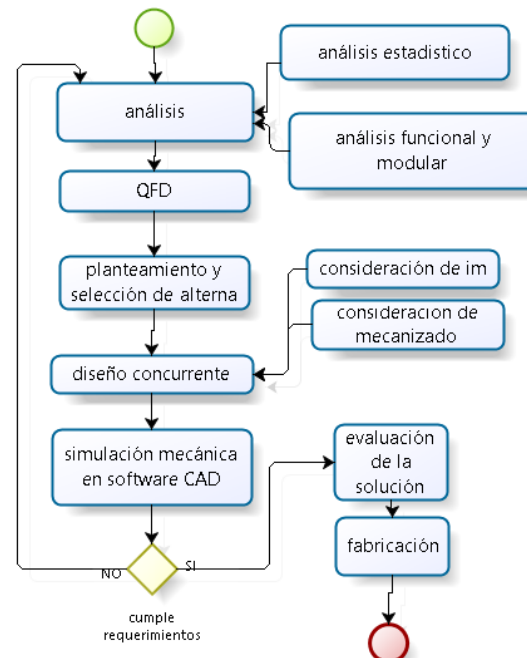 análisis estadistico
análisis
análisis funcional y
modular
QFD
planteamiento y
selección de alterna
consideración de im
consideracion de
mecanizado
diseño concurrente
simulación mecánica
en software CAD
evaluación
de la
solución
fabricación
NO
SI
cumple
requerimientos